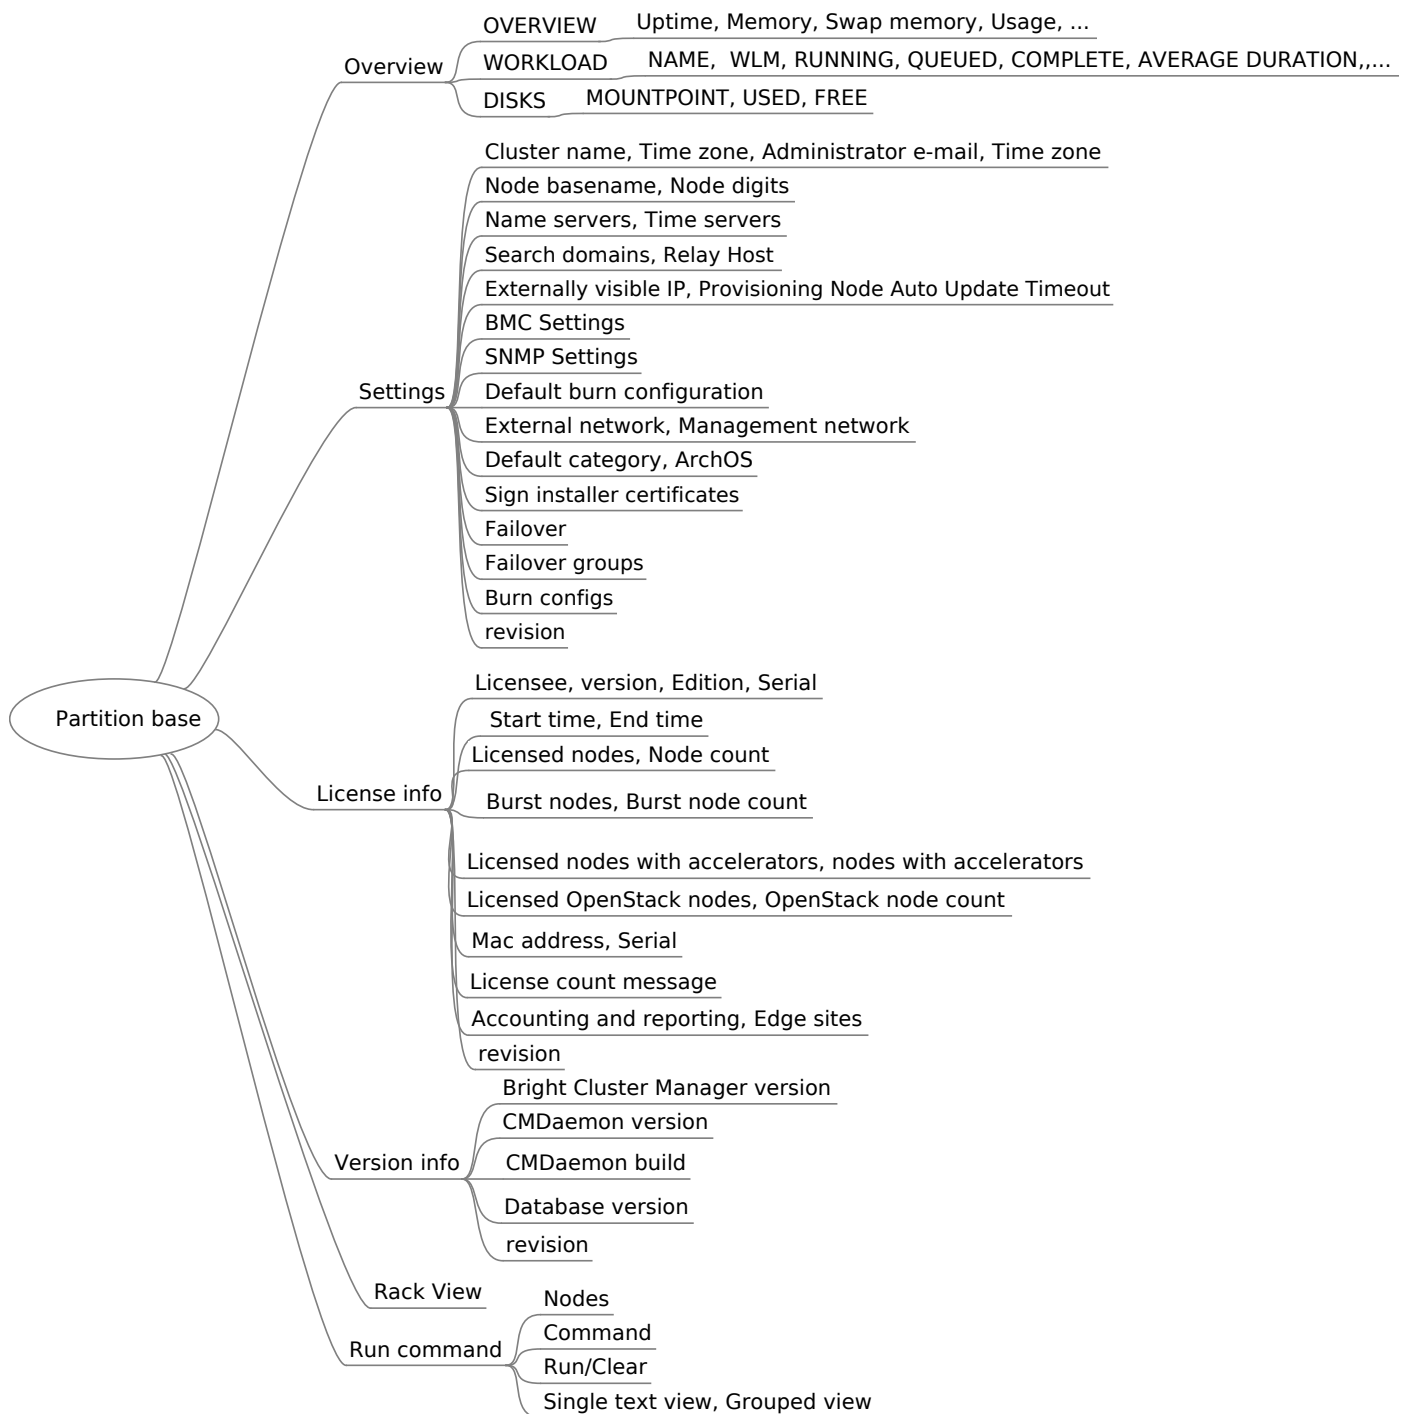 OVERVIEW Uptime, Memory, Swap memory, Usage, ...
Overview
WORKLOAD NAME,  WLM, RUNNING, QUEUED, COMPLETE, AVERAGE DURATION,,...
DISKS MOUNTPOINT, USED, FREE
Cluster name, Time zone, Administrator e-mail, Time zone
Node basename, Node digits
Name servers, Time servers
Search domains, Relay Host
Externally visible IP, Provisioning Node Auto Update Timeout
BMC Settings
SNMP Settings
Settings
Default burn configuration
External network, Management network
Default category, ArchOS
Sign installer certificates
Failover
Failover groups
Burn configs
revision
Partition base
Licensee, version, Edition, Serial
Start time, End time
Licensed nodes, Node count
License info
Burst nodes, Burst node count
Licensed nodes with accelerators, nodes with accelerators
Licensed OpenStack nodes, OpenStack node count
Mac address, Serial
License count message
Accounting and reporting, Edge sites
revision
Bright Cluster Manager version
CMDaemon version
Version info
CMDaemon build
Database version
revision
Rack View
Nodes
Command
Run command
Run/Clear
Single text view, Grouped view